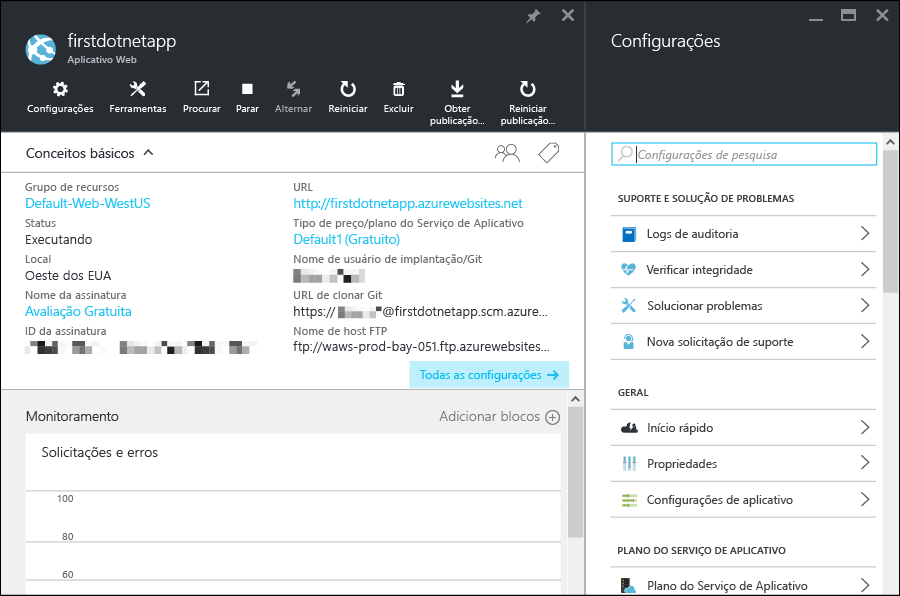 firstdotnetapp
Aplicativo Web
Configurações
Ferramentas
Procurar
Parar
Alternar
Reiniciar
Excluir
Obter
publicação...
Reiniciar
publicação...
Conceitos básicos
Grupo de recursos
Default-Web-WestUS
Status
Executando
Local
Oeste dos EUA
Nome da assinatura
Avaliação Gratuita
ID da assinatura
URL
http://firstdotnetapp.azurewebsites.net
Tipo de preço/plano do Serviço de Aplicativo
Default1 (Gratuito)
Nome de usuário de implantação/Git
URL de clonar Git
https:// @firstdotnetapp.scm.azure...
Nome de host FTP
ftp://waws-prod-bay-051.ftp.azurewebsites...
Todas as configurações
Monitoramento
Adicionar blocos
Solicitações e erros
100
80
60
Configurações
Configurações de pesquisa
SUPORTE E SOLUÇÃO DE PROBLEMAS
Logs de auditoria
Verificar integridade
Solucionar problemas
Nova solicitação de suporte
GERAL
Início rápido
Propriedades
Configurações de aplicativo
PLANO DO SERVIÇO DE APLICATIVO
Plano do Serviço de Aplicativo